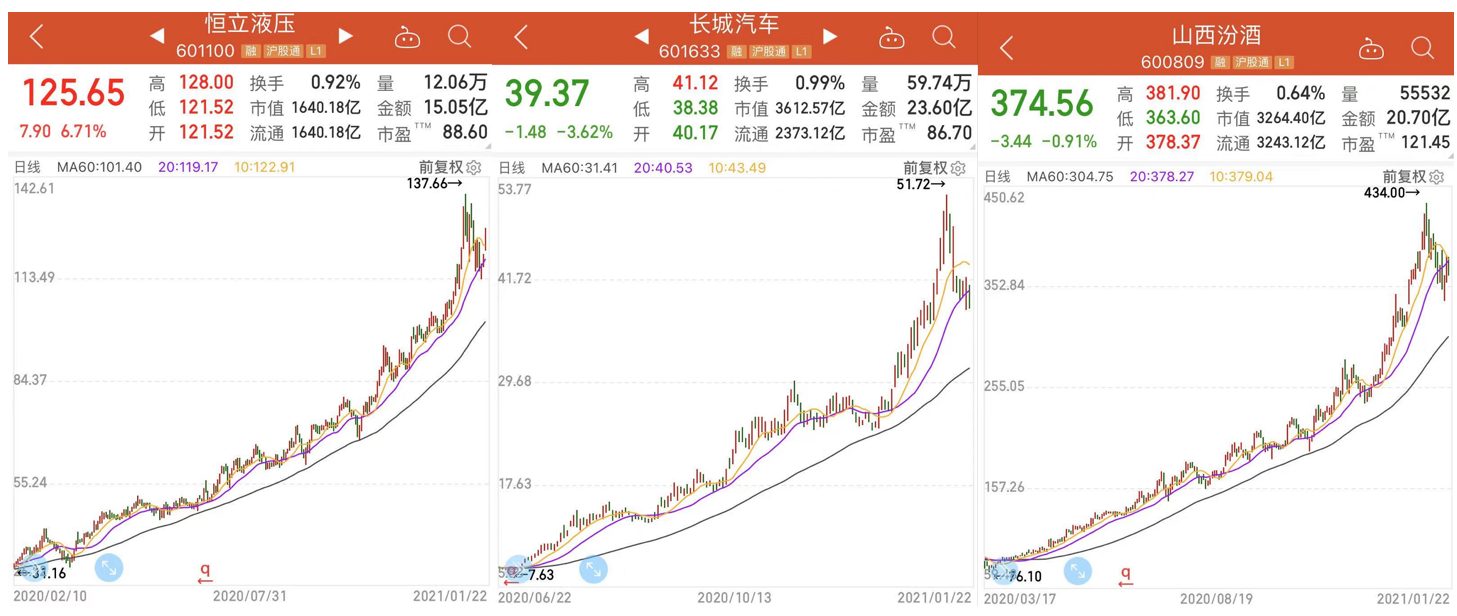 恒立液压
601100 融 沪股通 L1
125.65
7.90 6.71%
高 128.00 换手 0.92% 量 12.06万
低 121.52 市值 1640.18亿 金额 15.05亿
开 121.52 流通 1640.18亿 市盈TTM 88.60
日线 MA60:101.40 20:119.17 10:122.91 前复权
137.66→
142.61
113.49
84.37
55.24
31.16
q
2020/02/10 2020/07/31 2021/01/22
长城汽车
601633 融 沪股通 L1
39.37
-1.48 -3.62%
高 41.12 换手 0.99% 量 59.74万
低 38.38 市值 3612.57亿 金额 23.60亿
开 40.17 流通 2373.12亿 市盈TTM 86.70
日线 MA60:31.41 20:40.53 10:43.49 前复权
51.72→
53.77
41.72
29.68
17.63
7.63
2020/06/22 2020/10/13 2021/01/22
山西汾酒
600809 融 沪股通 L1
374.56
-3.44 -0.91%
高 381.90 换手 0.64% 量 55532
低 363.60 市值 3264.40亿 金额 20.70亿
开 378.37 流通 3243.12亿 市盈TTM 121.45
日线 MA60:304.75 20:378.27 10:379.04 前复权
434.00→
450.62
352.84
255.05
157.26
76.10
q
2020/03/17 2020/08/19 2021/01/22